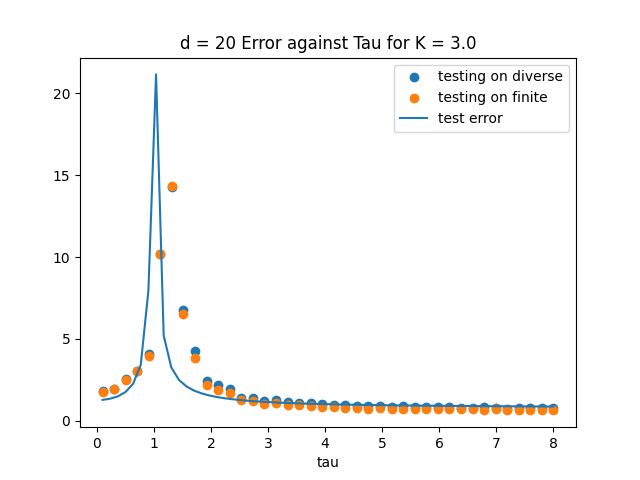 d = 20 Error against Tau for K = 3.0
testing on diverse
testing on finite
test error
20
15
10
5
0
0 1 2 3 4 5 6 7 8
tau